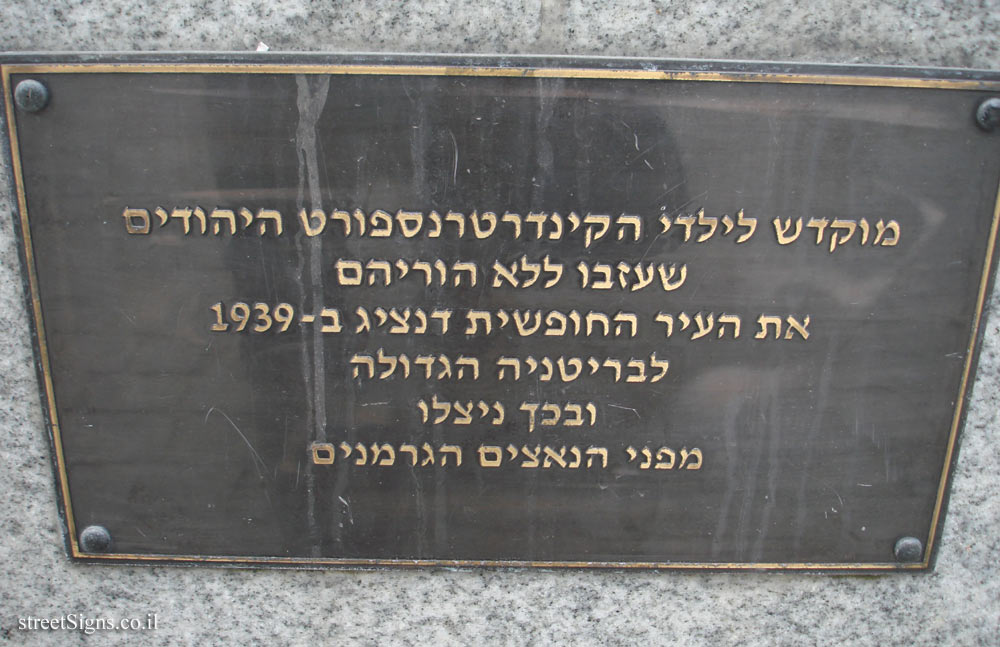 מוקדש לילדי הקינדרטרנספורט היהודים
שעזבו ללא הוריהם
את העיר החופשית דנציג ב-1939
לבריטניה הגדולה
ובכך ניצלו
מפני הנאצים הגרמנים
streetSigns.co.il